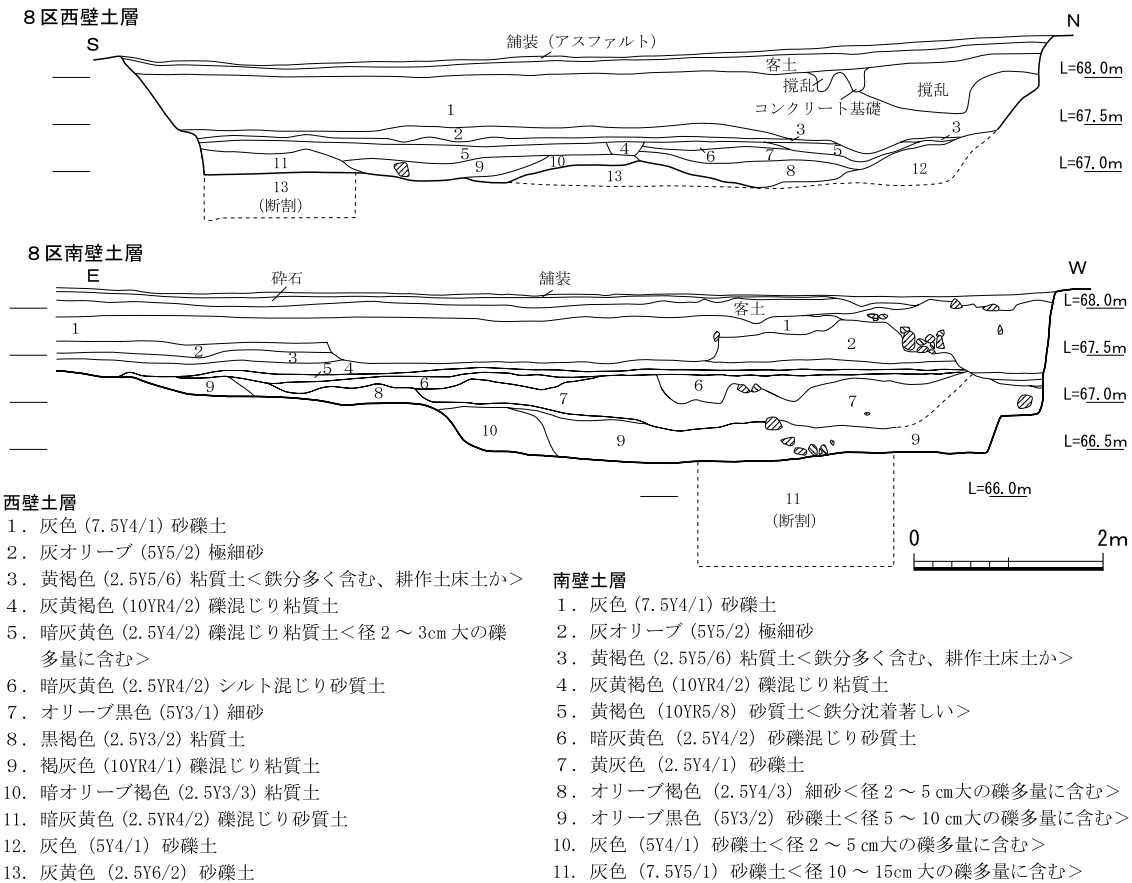 8区西壁土層
S
N
舗装（アスファルト）
客土
撹乱
撹乱
コンクリート基礎
L=68.0m
L=67.5m
L=67.0m
1
2
3
3
4
5
5
6
7
8
9
10
11
12
13
13
（断割）
8区南壁土層
E
W
砕石
舗装
客土
L=68.0m
L=67.5m
L=67.0m
L=66.5m
L=66.0m
1
1
2
2
3
4
5
6
6
7
7
8
9
9
9
10
11
（断割）
0
2m
西壁土層
1．灰色（7.5Y4/1）砂礫土
2．灰オリーブ（5Y5/2）極細砂
3．黄褐色（2.5Y5/6）粘質土＜鉄分多く含む、耕作土床土か＞
4．灰黄褐色（10YR4/2）礫混じり粘質土
5．暗灰黄色（2.5Y4/2）礫混じり粘質土＜径2～3cm大の礫
多量に含む＞
6．暗灰黄色（2.5YR4/2）シルト混じり砂質土
7．オリーブ黒色（5Y3/1）細砂
8．黒褐色（2.5Y3/2）粘質土
9．褐灰色（10YR4/1）礫混じり粘質土
10．暗オリーブ褐色（2.5Y3/3）粘質土
11．暗灰黄色（2.5YR4/2）礫混じり砂質土
12．灰色（5Y4/1）砂礫土
13．灰黄色（2.5Y6/2）砂礫土
南壁土層
1．灰色（7.5Y4/1）砂礫土
2．灰オリーブ（5Y5/2）極細砂
3．黄褐色（2.5Y5/6）粘質土＜鉄分多く含む、耕作土床土か＞
4．灰黄褐色（10YR4/2）礫混じり粘質土
5．黄褐色（10YR5/8）砂質土＜鉄分沈着著しい＞
6．暗灰黄色（2.5Y4/2）砂礫混じり砂質土
7．黄灰色（2.5Y4/1）砂礫土
8．オリーブ褐色（2.5Y4/3）細砂＜径2～5cm大の礫多量に含む＞
9．オリーブ黒色（5Y3/2）砂礫土＜径5～10cm大の礫多量に含む＞
10．灰色（5Y4/1）砂礫土＜径2～5cm大の礫多量に含む＞
11．灰色（7.5Y5/1）砂礫土＜径10～15cm大の礫多量に含む＞